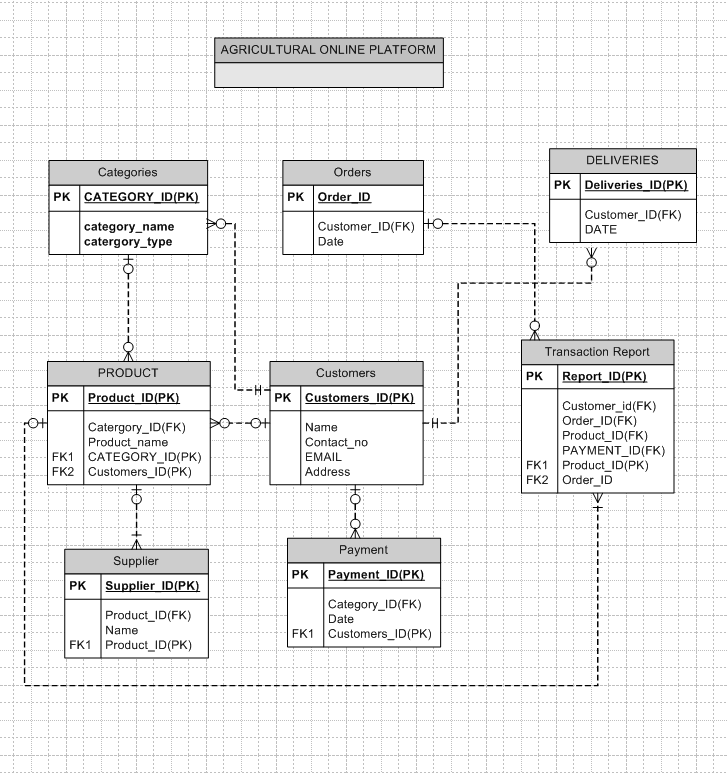 AGRICULTURAL ONLINE PLATFORM
Categories
PK CATEGORY_ID(PK)
category_name
catergory_type
Orders
PK Order_ID
Customer_ID(FK)
Date
DELIVERIES
PK Deliveries_ID(PK)
Customer_ID(FK)
DATE
PRODUCT
PK Product_ID(PK)
Catergory_ID(FK)
Product_name
FK1 CATEGORY_ID(PK)
FK2 Customers_ID(PK)
Customers
PK Customers_ID(PK)
Name
Contact_no
EMAIL
Address
Transaction Report
PK Report_ID(PK)
Customer_id(FK)
Order_ID(FK)
Product_ID(FK)
PAYMENT_ID(FK)
FK1 Product_ID(PK)
FK2 Order_ID
Supplier
PK Supplier_ID(PK)
Product_ID(FK)
Name
FK1 Product_ID(PK)
Payment
PK Payment_ID(PK)
Category_ID(FK)
Date
FK1 Customers_ID(PK)